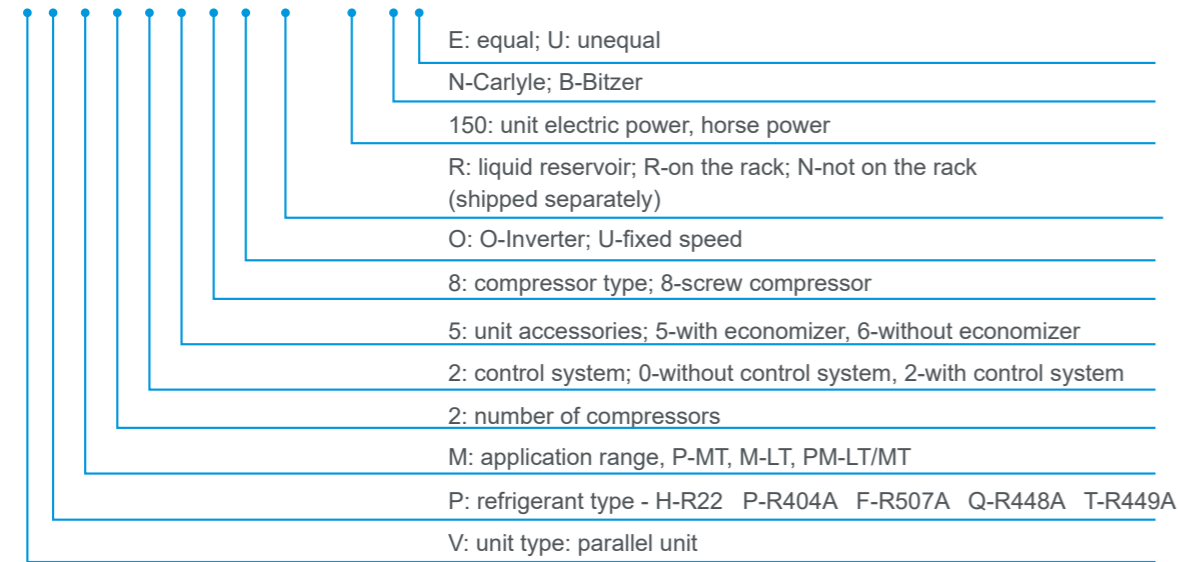 E: equal; U: unequal
N-Carlyle; B-Bitzer
150: unit electric power, horse power
R: liquid reservoir; R-on the rack; N-not on the rack
(shipped separately)
O: O-Inverter; U-fixed speed
8: compressor type; 8-screw compressor
5: unit accessories; 5-with economizer, 6-without economizer
2: control system; 0-without control system, 2-with control system
2: number of compressors
M: application range, P-MT, M-LT, PM-LT/MT
P: refrigerant type - H-R22 P-R404A F-R507A Q-R448A T-R449A
V: unit type: parallel unit